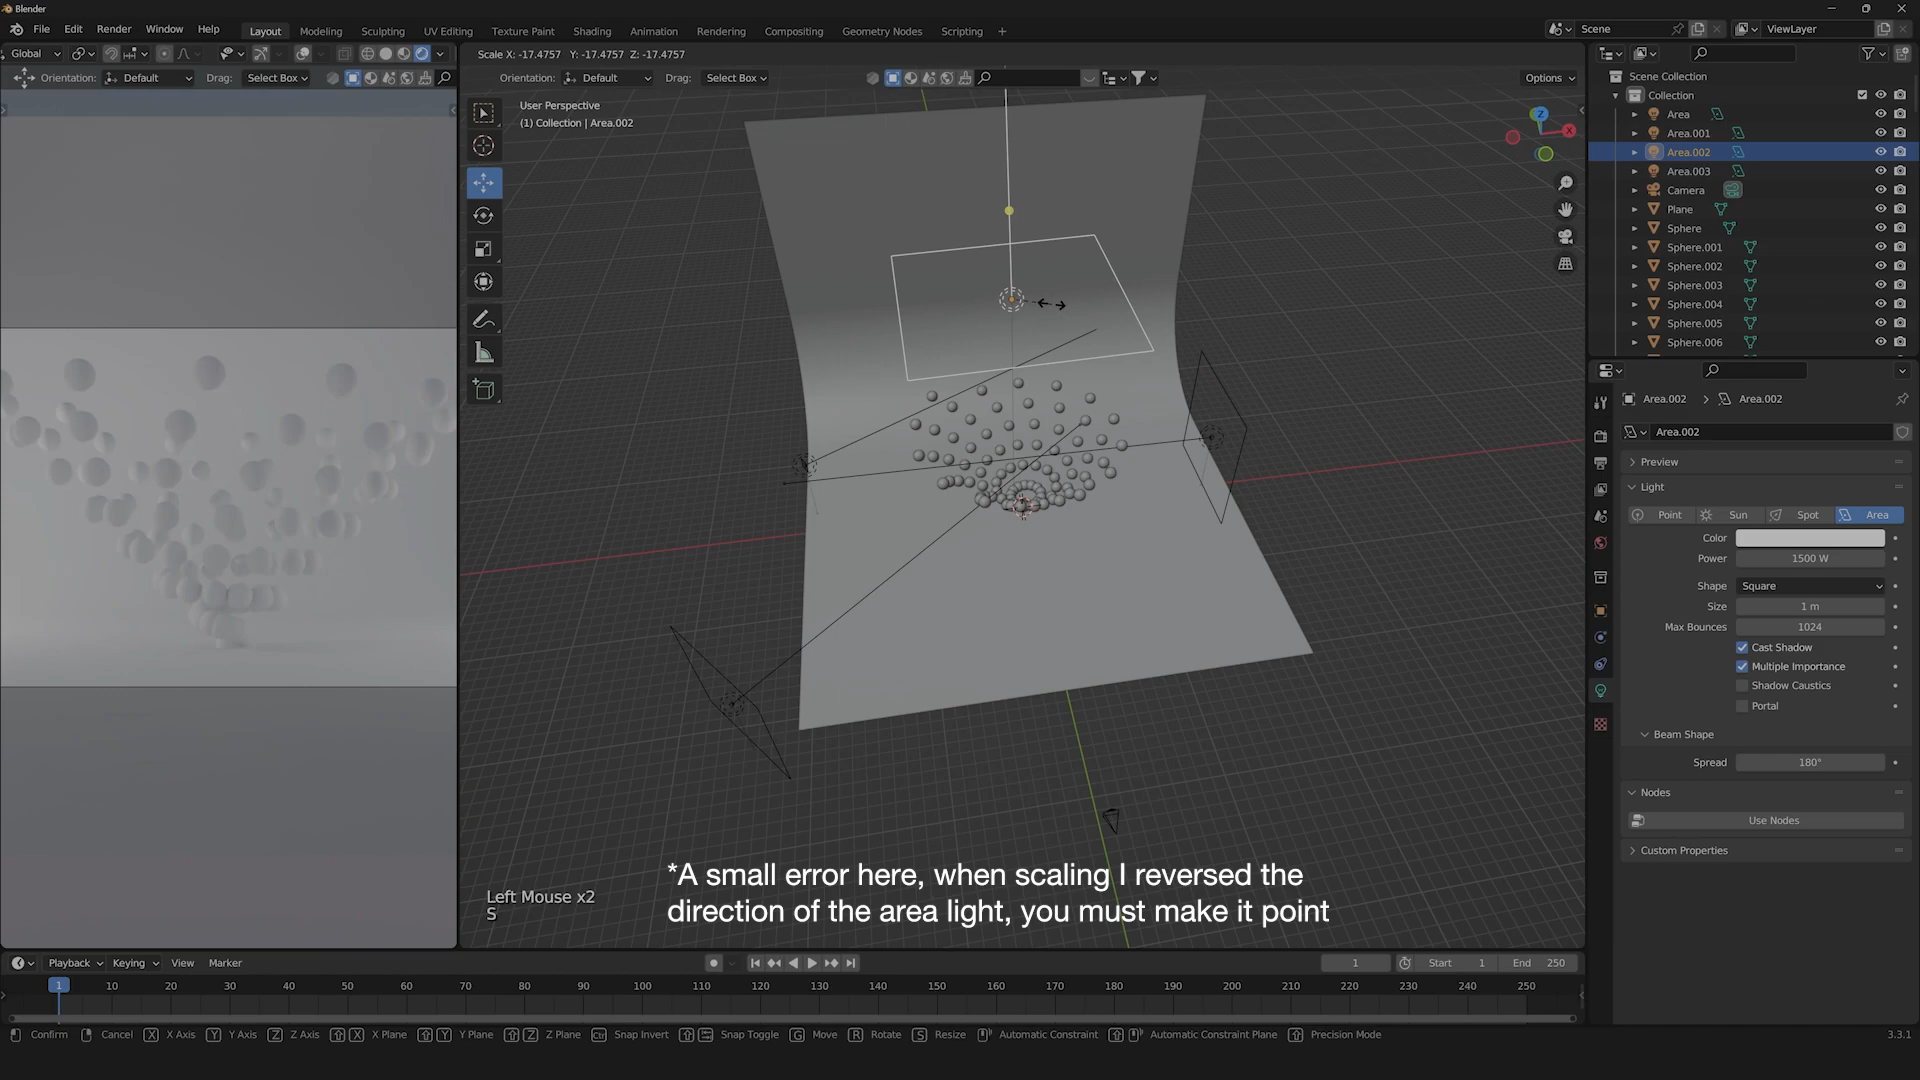 Blender
File Edit Render Window Help Layout Modeling Sculpting UV Editing Texture Paint Shading Animation Rendering Compositing Geometry Nodes Scripting + Scene ViewLayer
Global Scale X: -17.4757 Y: -17.4757 Z: -17.4757
Orientation: Default Drag: Select Box Orientation: Default Drag: Select Box Options
User Perspective
(1) Collection | Area.002
Z
X
Scene Collection
Collection
Area
Area.001
Area.002
Area.003
Camera
Plane
Sphere
Sphere.001
Sphere.002
Sphere.003
Sphere.004
Sphere.005
Sphere.006
Area.002 > Area.002
Area.002
Preview
Light
Point Sun Spot Area
Color
Power 1500 W
Shape Square
Size 1 m
Max Bounces 1024
Cast Shadow
Multiple Importance
Shadow Caustics
Portal
Beam Shape
Spread 180°
Nodes
Use Nodes
Custom Properties
*A small error here, when scaling I reversed the
direction of the area light, you must make it point
Left Mouse x2
S
Playback Keying View Marker 1 Start 1 End 250
1 10 20 30 40 50 60 70 80 90 100 110 120 130 140 150 160 170 180 190 200 210 220 230 240 250
Confirm Cancel X X Axis Y Y Axis Z Z Axis X X Plane Y Y Plane Z Z Plane Ctrl Snap Invert Snap Toggle G Move R Rotate S Resize Automatic Constraint Automatic Constraint Plane Precision Mode 3.3.1